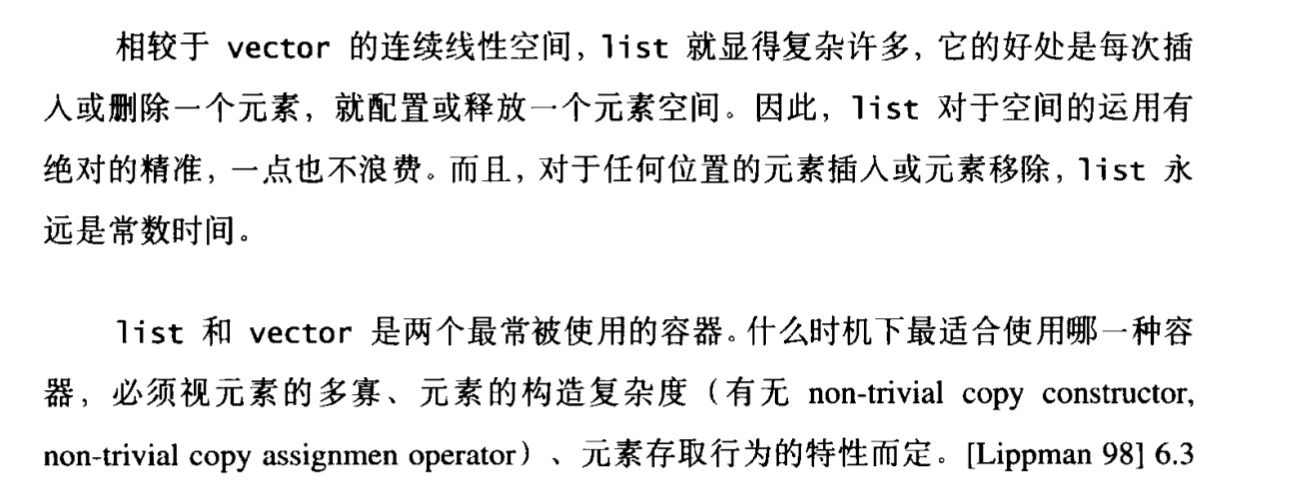 相较于 vector 的连续线性空间，list 就显得复杂许多，它的好处是每次插
入或删除一个元素，就配置或释放一个元素空间。因此，list 对于空间的运用有
绝对的精准，一点也不浪费。而且，对于任何位置的元素插入或元素移除，list 永
远是常数时间。
list 和 vector 是两个最常被使用的容器。什么时机下最适合使用哪一种容
器，必须视元素的多寡、元素的构造复杂度（有无 non-trivial copy constructor,
non-trivial copy assignmen operator）、元素存取行为的特性而定。[Lippman 98] 6.3